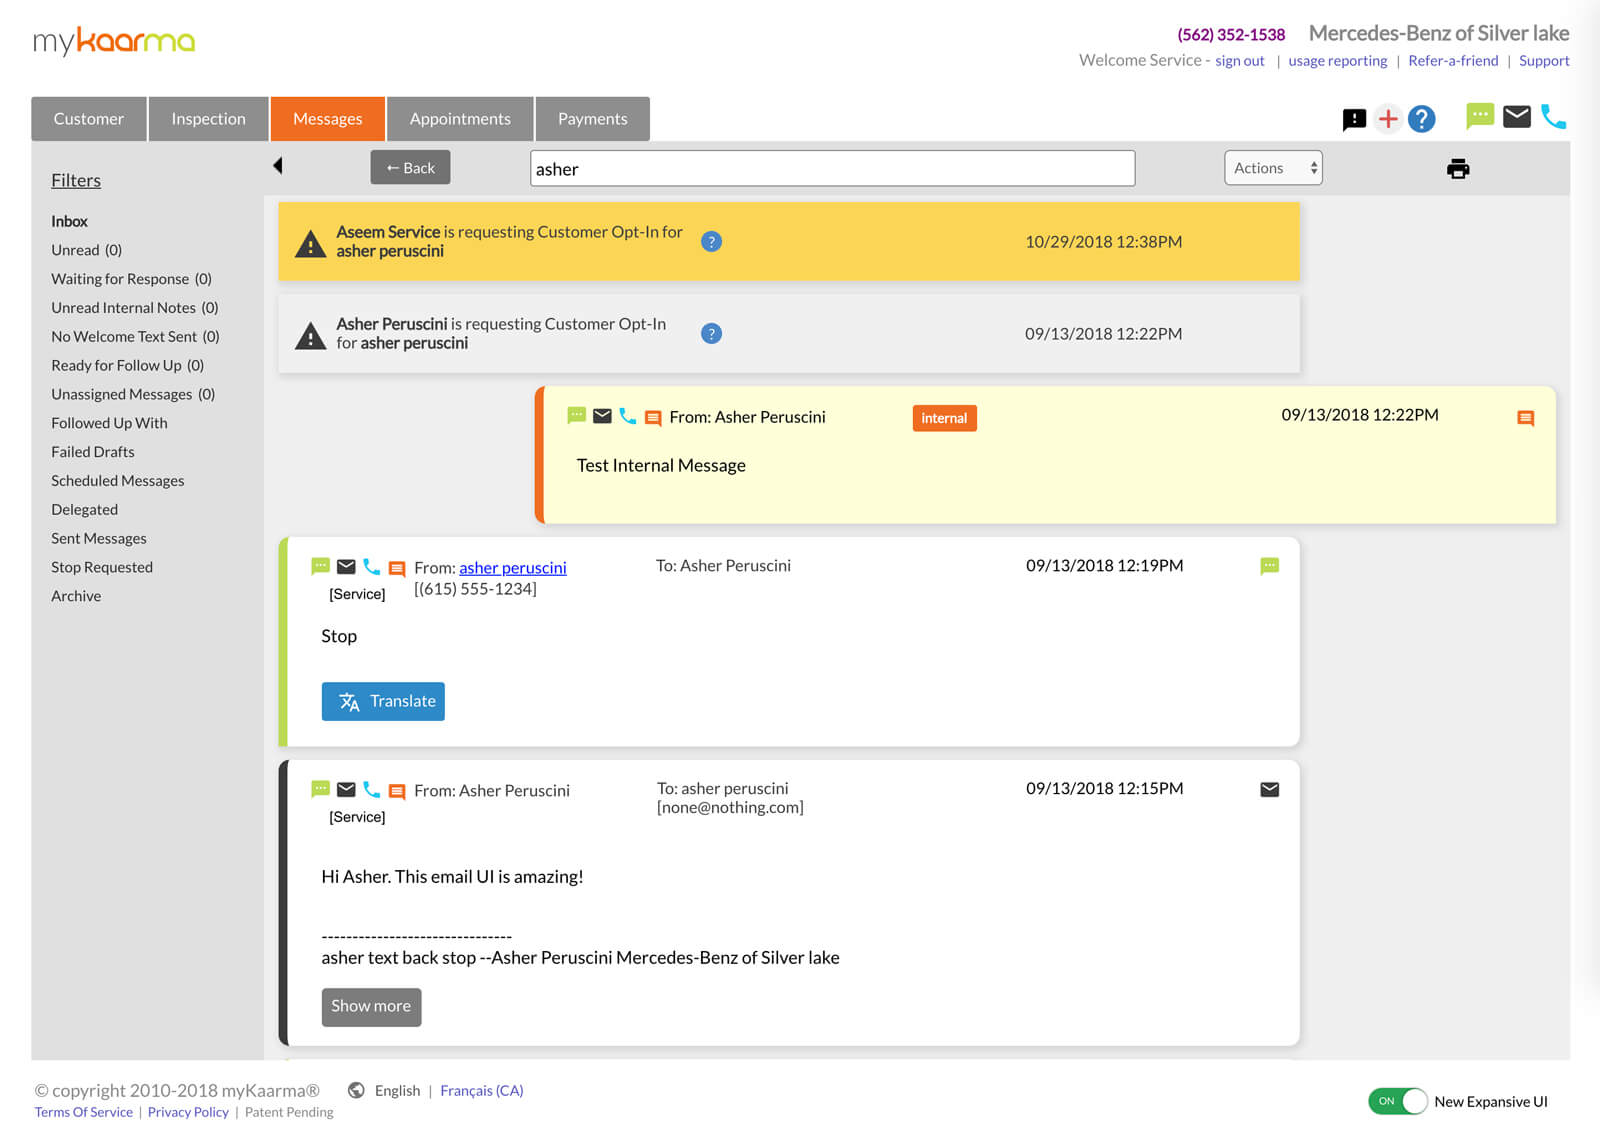 mykaarma
(562) 352-1538 Mercedes-Benz of Silver lake
Welcome Service - sign out | usage reporting | Refer-a-friend | Support
Customer Inspection Messages Appointments Payments
Filters
Inbox
Unread (0)
Waiting for Response (0)
Unread Internal Notes (0)
No Welcome Text Sent (0)
Ready for Follow Up (0)
Unassigned Messages (0)
Followed Up With
Failed Drafts
Scheduled Messages
Delegated
Sent Messages
Stop Requested
Archive
← Back asher Actions
Aseem Service is requesting Customer Opt-In for ? 10/29/2018 12:38PM
asher peruscini
Asher Peruscini is requesting Customer Opt-In ? 09/13/2018 12:22PM
for asher peruscini
From: Asher Peruscini internal 09/13/2018 12:22PM
Test Internal Message
From: asher peruscini To: Asher Peruscini 09/13/2018 12:19PM
[Service] [(615) 555-1234]
Stop
Translate
From: Asher Peruscini To: asher peruscini 09/13/2018 12:15PM
[none@nothing.com]
[Service]
Hi Asher. This email UI is amazing!
-------------------------------
asher text back stop --Asher Peruscini Mercedes-Benz of Silver lake
Show more
© copyright 2010-2018 myKaarma® English | Français (CA)
Terms Of Service | Privacy Policy | Patent Pending
ON New Expansive UI